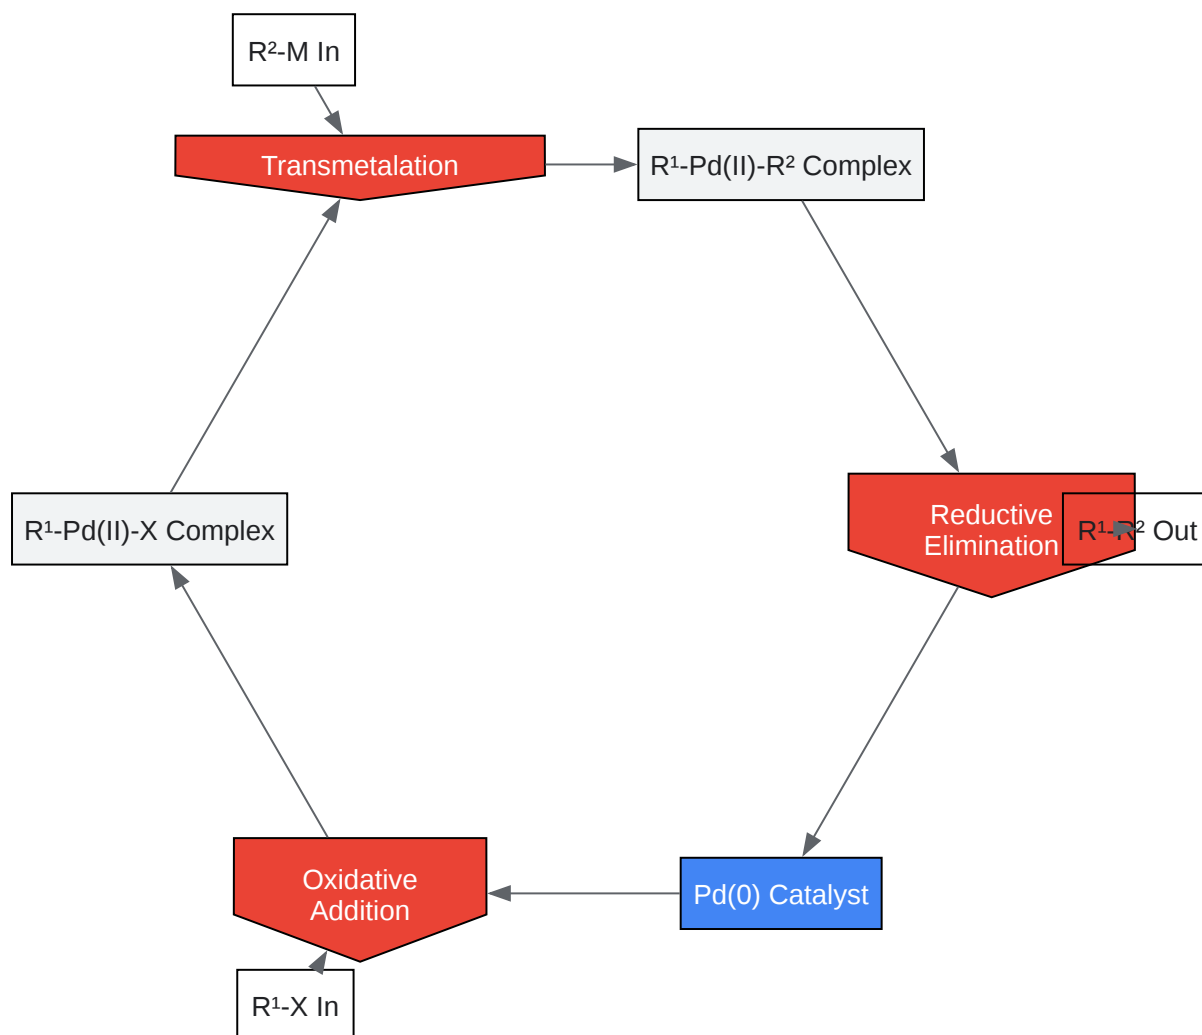 R²-M In
Transmetalation
R¹-Pd(II)-R² Complex
R¹-Pd(II)-X Complex
Reductive
Elimination
R¹-R² Out
Oxidative
Addition
Pd(0) Catalyst
R¹-X In